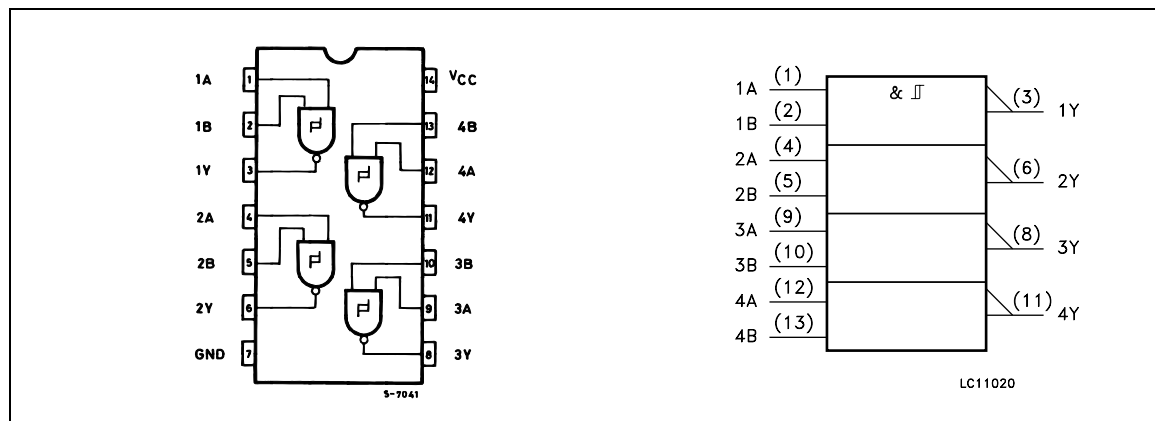 1A 1 14 VCC
1B 2 13 4B
1Y 3 12 4A
2A 4 11 4Y
2B 5 10 3B
2Y 6 9 3A
GND 7 8 3Y
S-7041
& 
1A (1)
1B (2)
2A (4)
2B (5)
3A (9)
3B (10)
4A (12)
4B (13)
(3) 1Y
(6) 2Y
(8) 3Y
(11) 4Y
LC11020